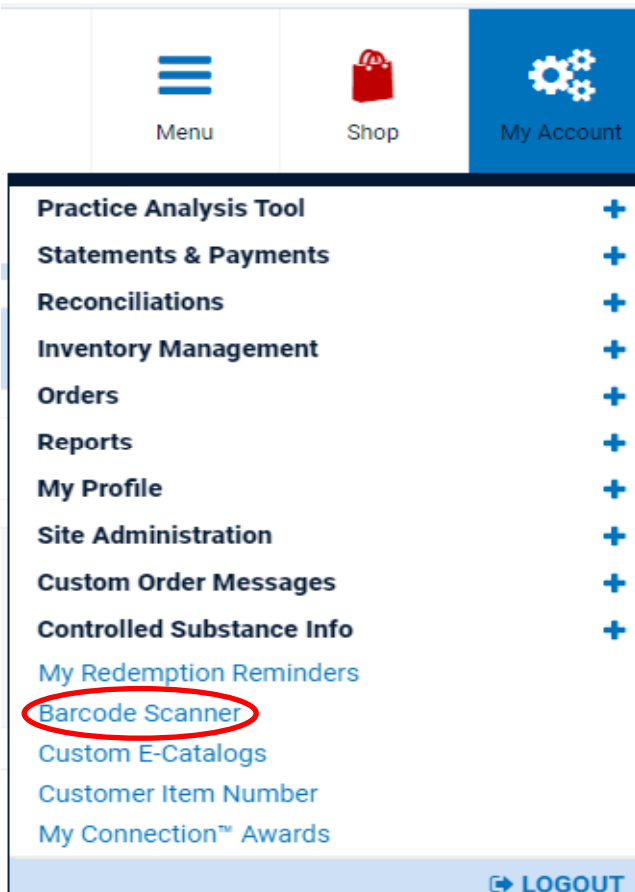 Menu
Shop
My Account
Practice Analysis Tool
Statements & Payments
Reconciliations
Inventory Management
Orders
Reports
My Profile
Site Administration
Custom Order Messages
Controlled Substance Info
My Redemption Reminders
Barcode Scanner
Custom E-Catalogs
Customer Item Number
My Connection™ Awards
LOGOUT